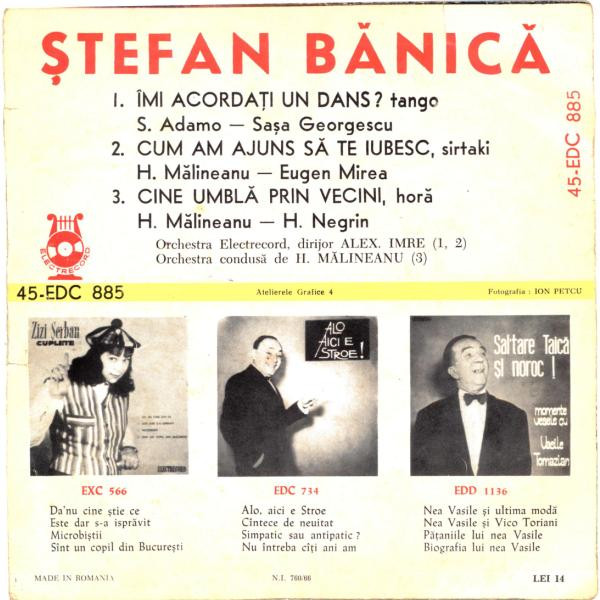 ȘTEFAN BĂNICĂ
1. ÎMI ACORDAȚI UN DANS? tango
S. Adamo — Sașa Georgescu
2. CUM AM AJUNS SĂ TE IUBESC, sirtaki
H. Mălineanu — Eugen Mirea
3. CINE UMBLĂ PRIN VECINI, horă
H. Mălineanu — H. Negrin
Orchestra Electrecord, dirijor ALEX. IMRE (1, 2)
Orchestra condusă de H. MĂLINEANU (3)
45-EDC 885
ELECTRECORD
45-EDC 885
Atelierele Grafice 4
Fotografia : ION PETCU
Zizi Șerban
CUPLETE
ELECTRECORD
ALO,
AICI E
STROE!
Saltare Taică
și noroc!
momente
vesele cu
Vasile
Tomazian
EXC 566
Da'nu cine știe ce
Este dar s-a isprăvit
Microbiștii
Sînt un copil din București
EDC 734
Alo, aici e Stroe
Cîntece de neuitat
Simpatic sau antipatic ?
Nu întreba cîți ani am
EDD 1136
Nea Vasile și ultima modă
Nea Vasile și Vico Toriani
Pățaniile lui nea Vasile
Biografia lui nea Vasile
MADE IN ROMANIA
N.I. 760/66
LEI 14